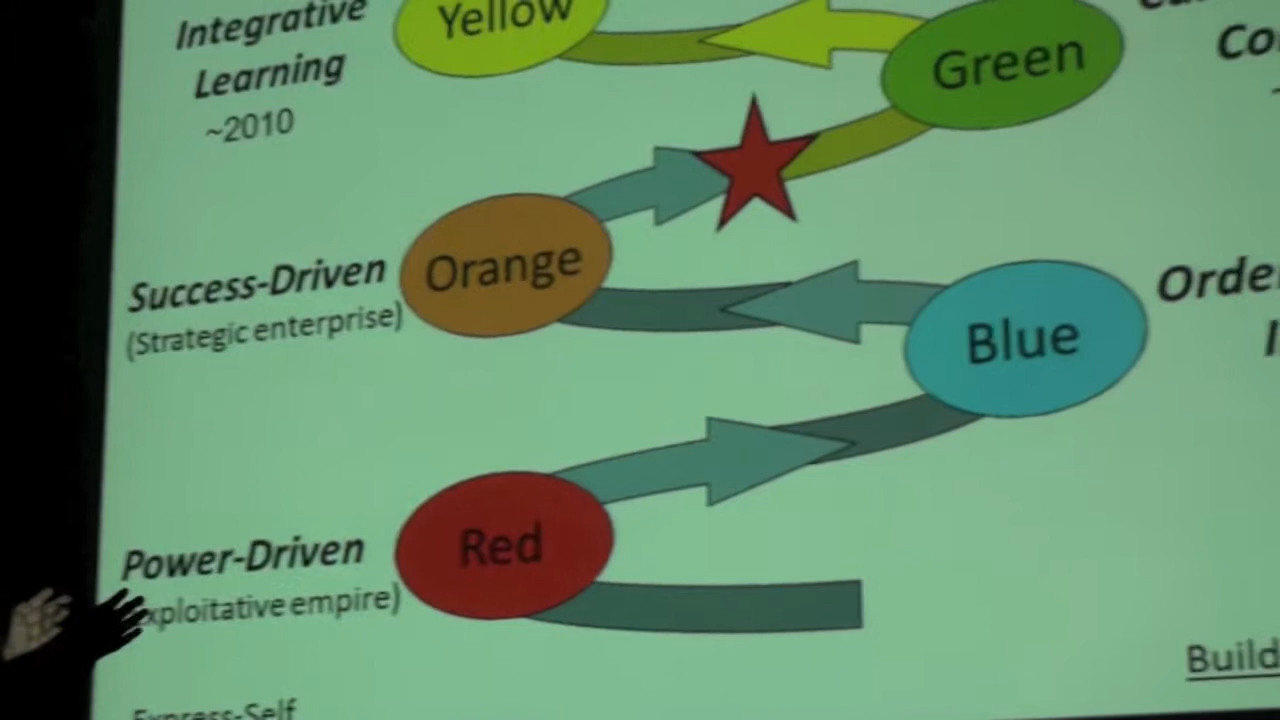 Integrative
Learning
~2010
Yellow
Green
Co
Orange
Success-Driven
(Strategic enterprise)
Blue
Orde
Red
Power-Driven
xploitative empire)
Build
Express-Self